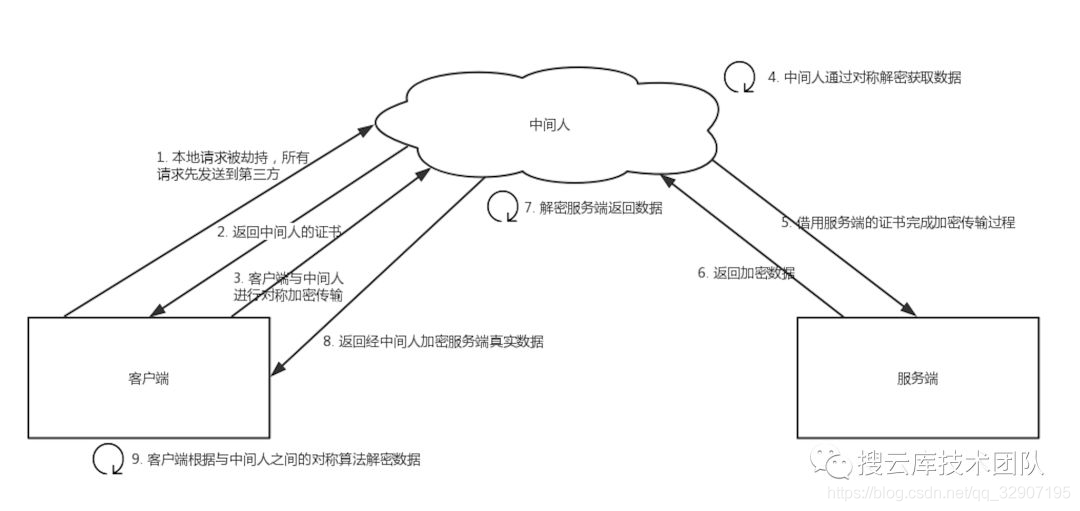 4. 中间人通过对称解密获取数据
中间人
1. 本地请求被劫持，所有
请求先发送到第三方
7. 解密服务端返回数据
2. 返回中间人的证书
5. 借用服务端的证书完成加密传输过程
3. 客户端与中间人
进行对称加密传输
6. 返回加密数据
8. 返回经中间人加密服务端真实数据
客户端
服务端
9. 客户端根据与中间人之间的对称算法解密数据
搜云库技术团队
https://blog.csdn.net/qq_32907195